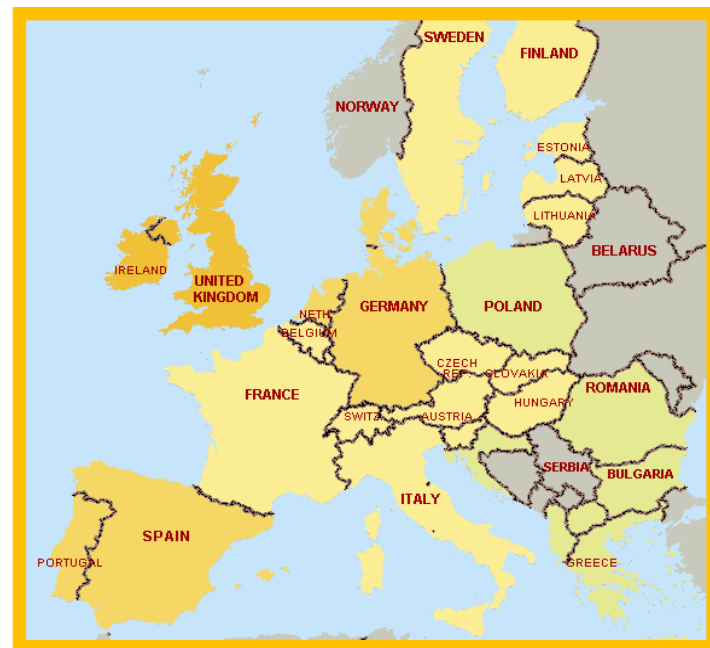 SWEDEN
FINLAND
NORWAY
ESTONIA
LATVIA
LITHUANIA
BELARUS
IRELAND
UNITED
KINGDOM
NETH
BELGIUM
GERMANY
POLAND
CZECH
REP.
SLOVAKIA
FRANCE
SWITZ
AUSTRIA
HUNGARY
ROMANIA
SERBIA
BULGARIA
ITALY
SPAIN
PORTUGAL
GREECE